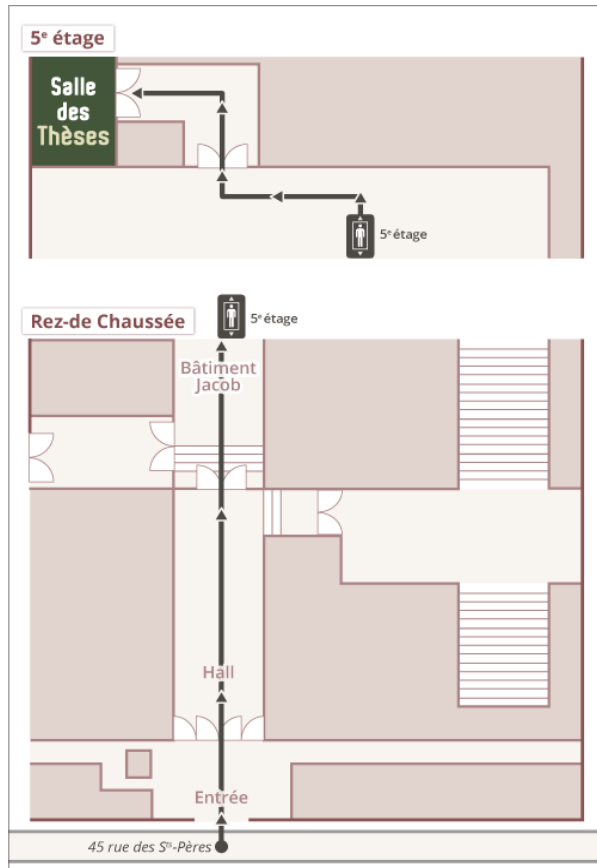 5e étage
Salle
des
Thèses
5e étage
5e étage
Rez-de Chaussée
Bâtiment
Jacob
Hall
Entrée
45 rue des Sts-Pères